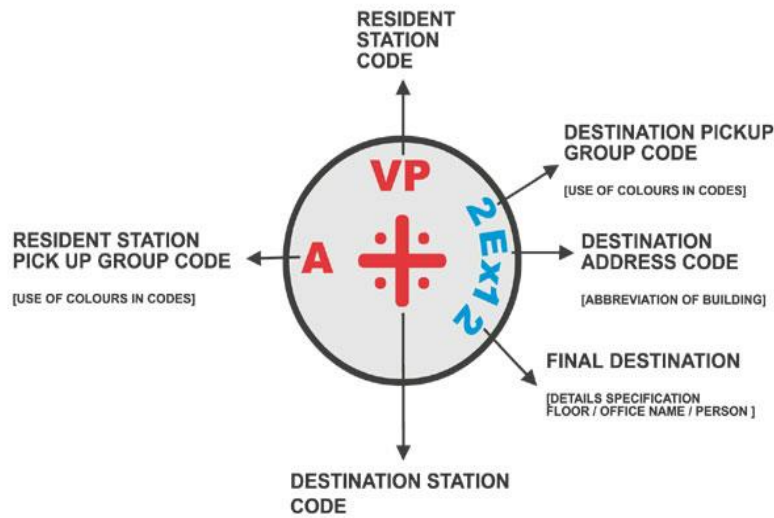 RESIDENT
STATION
CODE
DESTINATION PICKUP
GROUP CODE
[USE OF COLOURS IN CODES]
VP
2 Ex1 2
A
RESIDENT STATION
PICK UP GROUP CODE
[USE OF COLOURS IN CODES]
DESTINATION
ADDRESS CODE
[ABBREVIATION OF BUILDING]
FINAL DESTINATION
[DETAILS SPECIFICATION
FLOOR / OFFICE NAME / PERSON ]
DESTINATION STATION
CODE